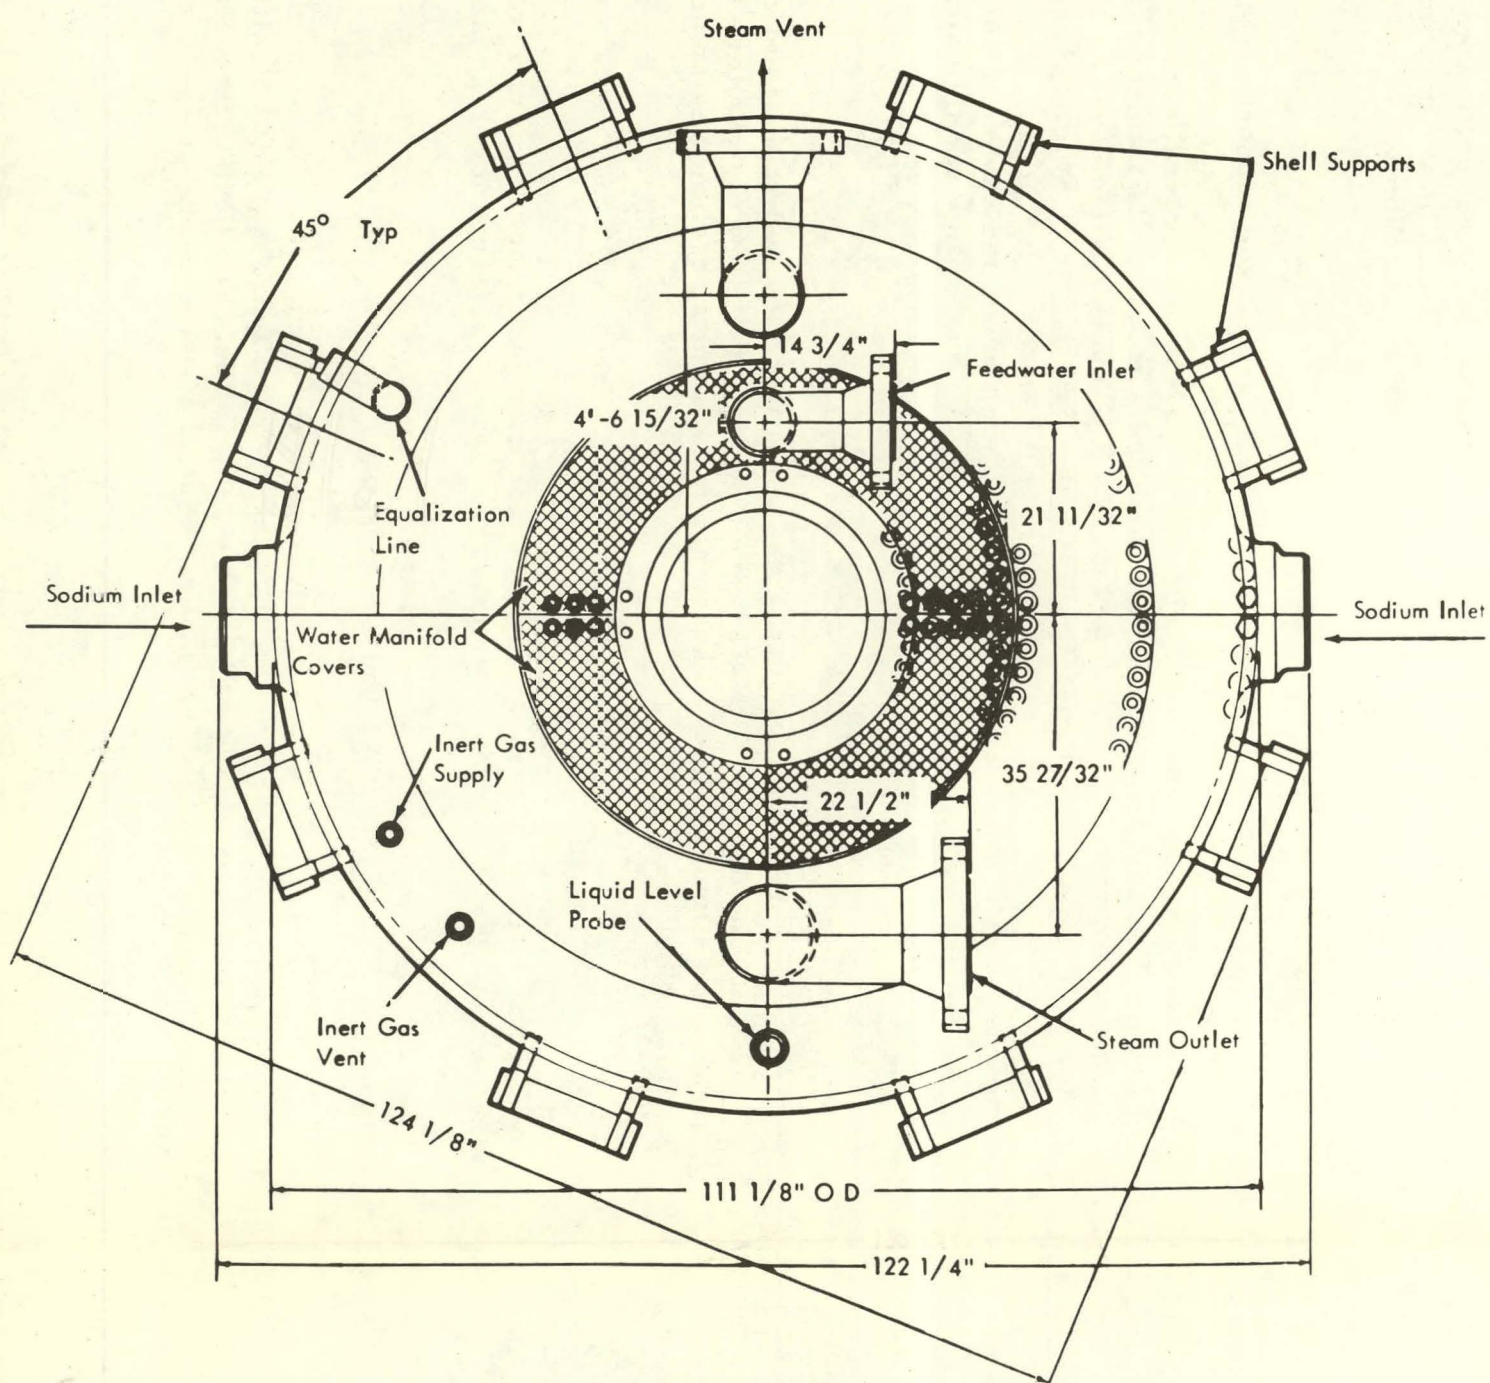 Steam Vent
Shell Supports
45° Typ
14 3/4"
Feedwater Inlet
4'-6 15/32"
21 11/32"
Equalization
Line
Sodium Inlet
Sodium Inlet
Water Manifold
Covers
Inert Gas
Supply
35 27/32"
22 1/2"
Liquid Level
Probe
Inert Gas
Vent
Steam Outlet
124 1/8"
111 1/8" O D
122 1/4"